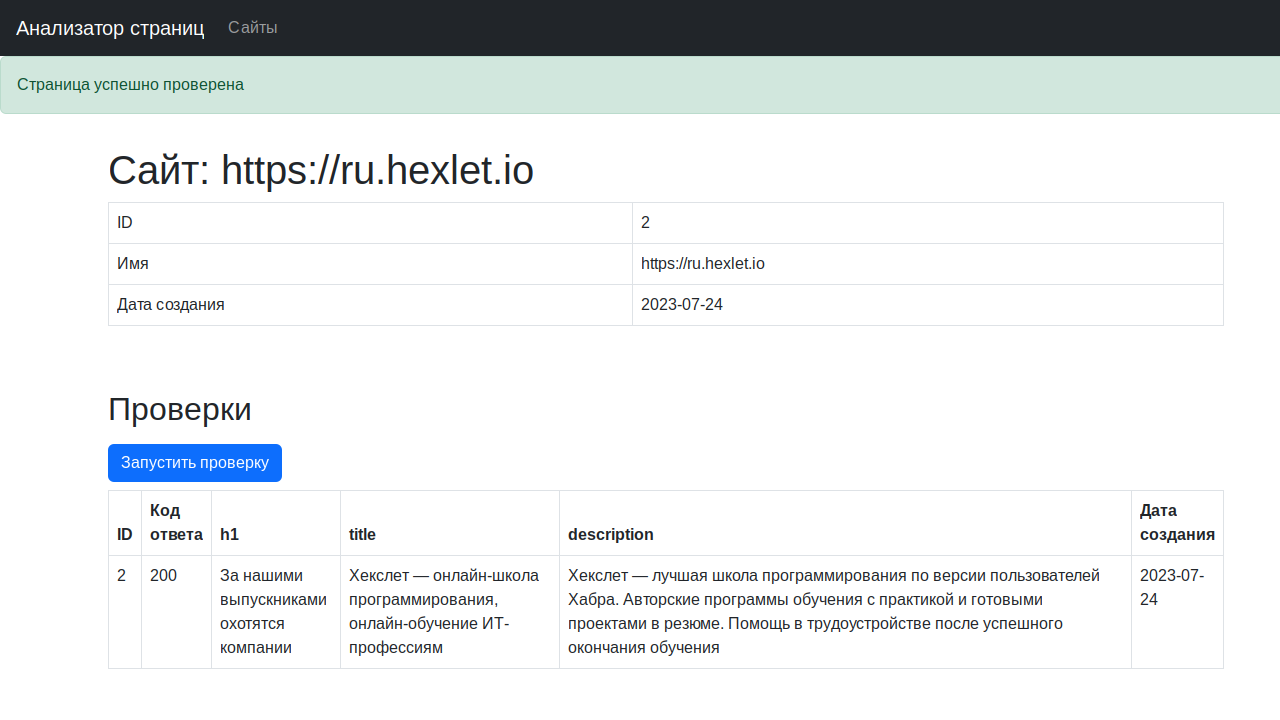 Анализатор страниц Сайты
Страница успешно проверена
Сайт: https://ru.hexlet.io
ID 2
Имя https://ru.hexlet.io
Дата создания 2023-07-24
Проверки
Запустить проверку
ID Код ответа h1 title description Дата создания
2 200 За нашими выпускниками охотятся компании Хекслет — онлайн-школа программирования, онлайн-обучение ИТ-профессиям Хекслет — лучшая школа программирования по версии пользователей Хабра. Авторские программы обучения с практикой и готовыми проектами в резюме. Помощь в трудоустройстве после успешного окончания обучения 2023-07-24